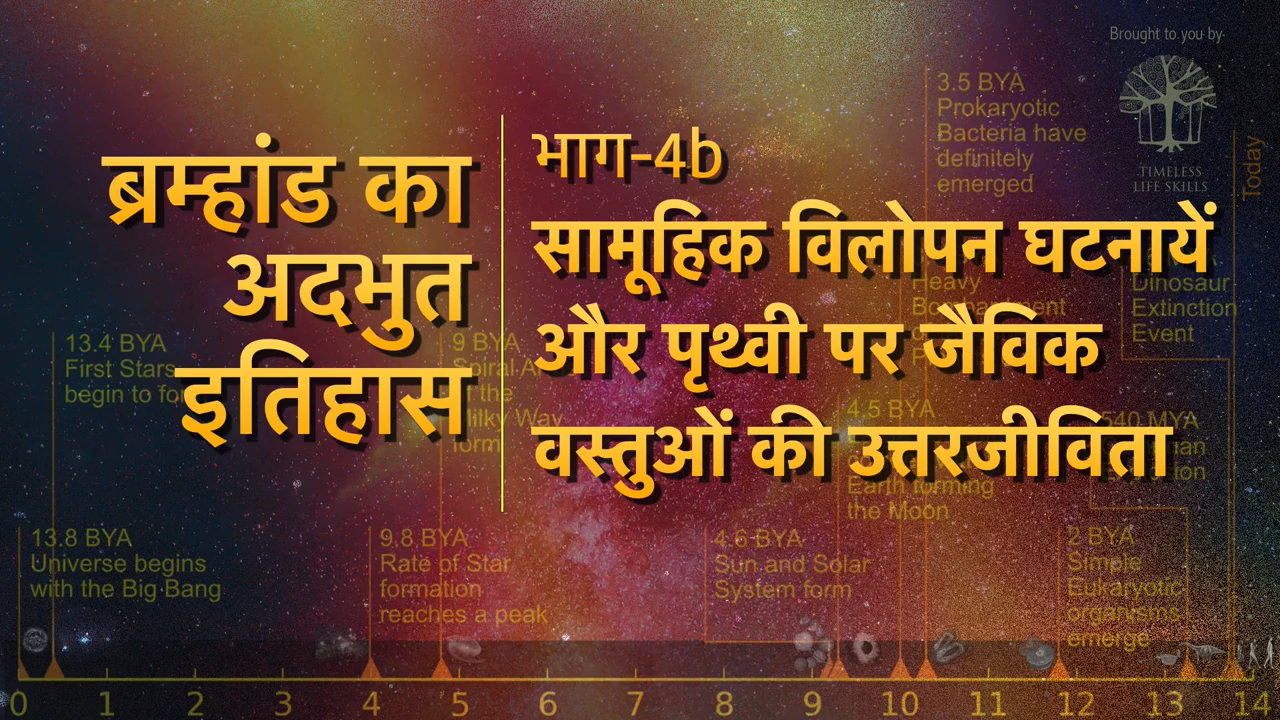 Brought to you by
TIMELESS
LIFE SKILLS
ब्रम्हांड का
अदभुत
इतिहास
भाग-4b
सामूहिक विलोपन घटनायें
और पृथ्वी पर जैविक
वस्तुओं की उत्तरजीविता
3.5 BYA
Prokaryotic
Bacteria have
definitely
emerged
Today
Heavy
Dinosaur
Extinction
Event
13.4 BYA
First Stars
begin to
9 BYA
Milky Way
form
4.5 BYA
Earth forming
the Moon
540 MYA
13.8 BYA
Universe begins
with the Big Bang
9.8 BYA
Rate of Star
formation
reaches a peak
4.6 BYA
Sun and Solar
System form
2 BYA
Simple
Eukaryotic
organisms
emerge
0 1 2 3 4 5 6 7 8 9 10 11 12 13 14